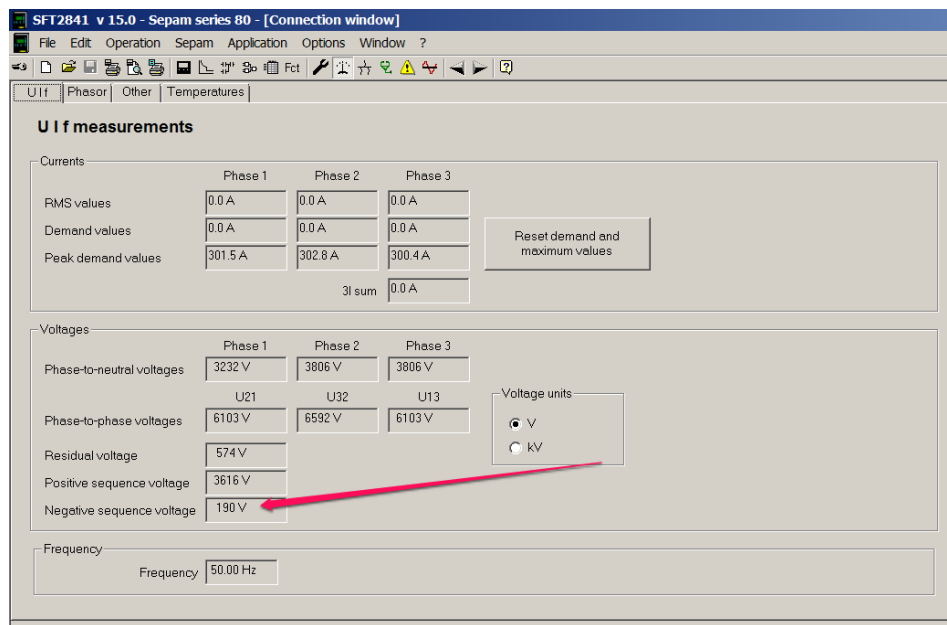 SFT2841 v 15.0 - Sepam series 80 - [Connection window]
File Edit Operation Sepam Application Options Window ?
Fct
U I f Phasor Other Temperatures
U I f measurements
Currents
Phase 1 Phase 2 Phase 3
RMS values 0.0 A 0.0 A 0.0 A
Demand values 0.0 A 0.0 A 0.0 A
Peak demand values 301.5 A 302.8 A 300.4 A
Reset demand and
maximum values
3I sum 0.0 A
Voltages
Phase 1 Phase 2 Phase 3
Phase-to-neutral voltages 3232 V 3806 V 3806 V
U21 U32 U13
Phase-to-phase voltages 6103 V 6592 V 6103 V
Voltage units
V
kV
Residual voltage 574 V
Positive sequence voltage 3616 V
Negative sequence voltage 190 V
Frequency
Frequency 50.00 Hz